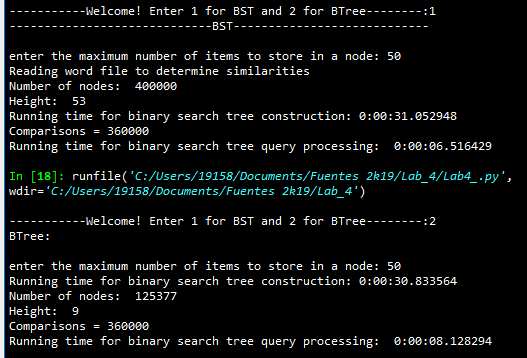 -----------Welcome! Enter 1 for BST and 2 for BTree--------:1
-----------------------------BST----------------------------
enter the maximum number of items to store in a node: 50
Reading word file to determine similarities
Number of nodes:  400000
Height:  53
Running time for binary search tree construction: 0:00:31.052948
Comparisons = 360000
Running time for binary search tree query processing:  0:00:06.516429
In [18]: runfile('C:/Users/19158/Documents/Fuentes 2k19/Lab_4/Lab4_.py',
wdir='C:/Users/19158/Documents/Fuentes 2k19/Lab_4')
-----------Welcome! Enter 1 for BST and 2 for BTree--------:2
BTree:
enter the maximum number of items to store in a node: 50
Running time for binary search tree construction: 0:00:30.833564
Number of nodes:  125377
Height:  9
Comparisons = 360000
Running time for binary search tree query processing:  0:00:08.128294